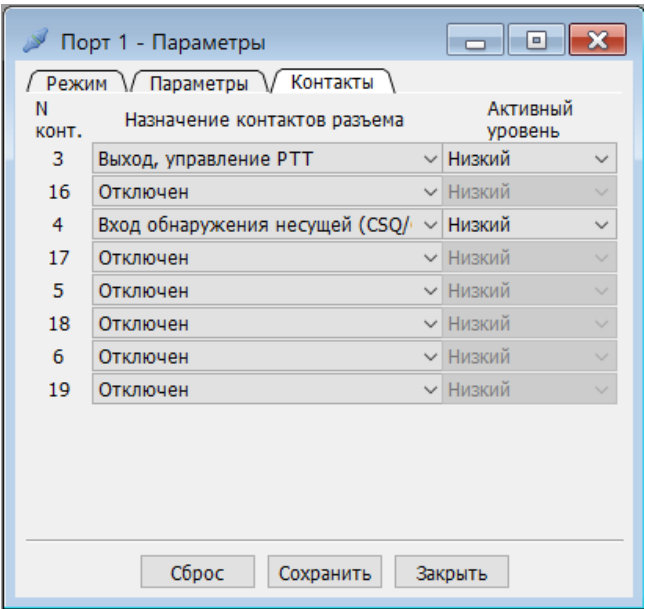 Порт 1 - Параметры
Режим Параметры Контакты
N конт. Назначение контактов разъема Активный уровень
3 Выход, управление PTT Низкий
16 Отключен Низкий
4 Вход обнаружения несущей (CSQ/ Низкий
17 Отключен Низкий
5 Отключен Низкий
18 Отключен Низкий
6 Отключен Низкий
19 Отключен Низкий
Сброс Сохранить Закрыть